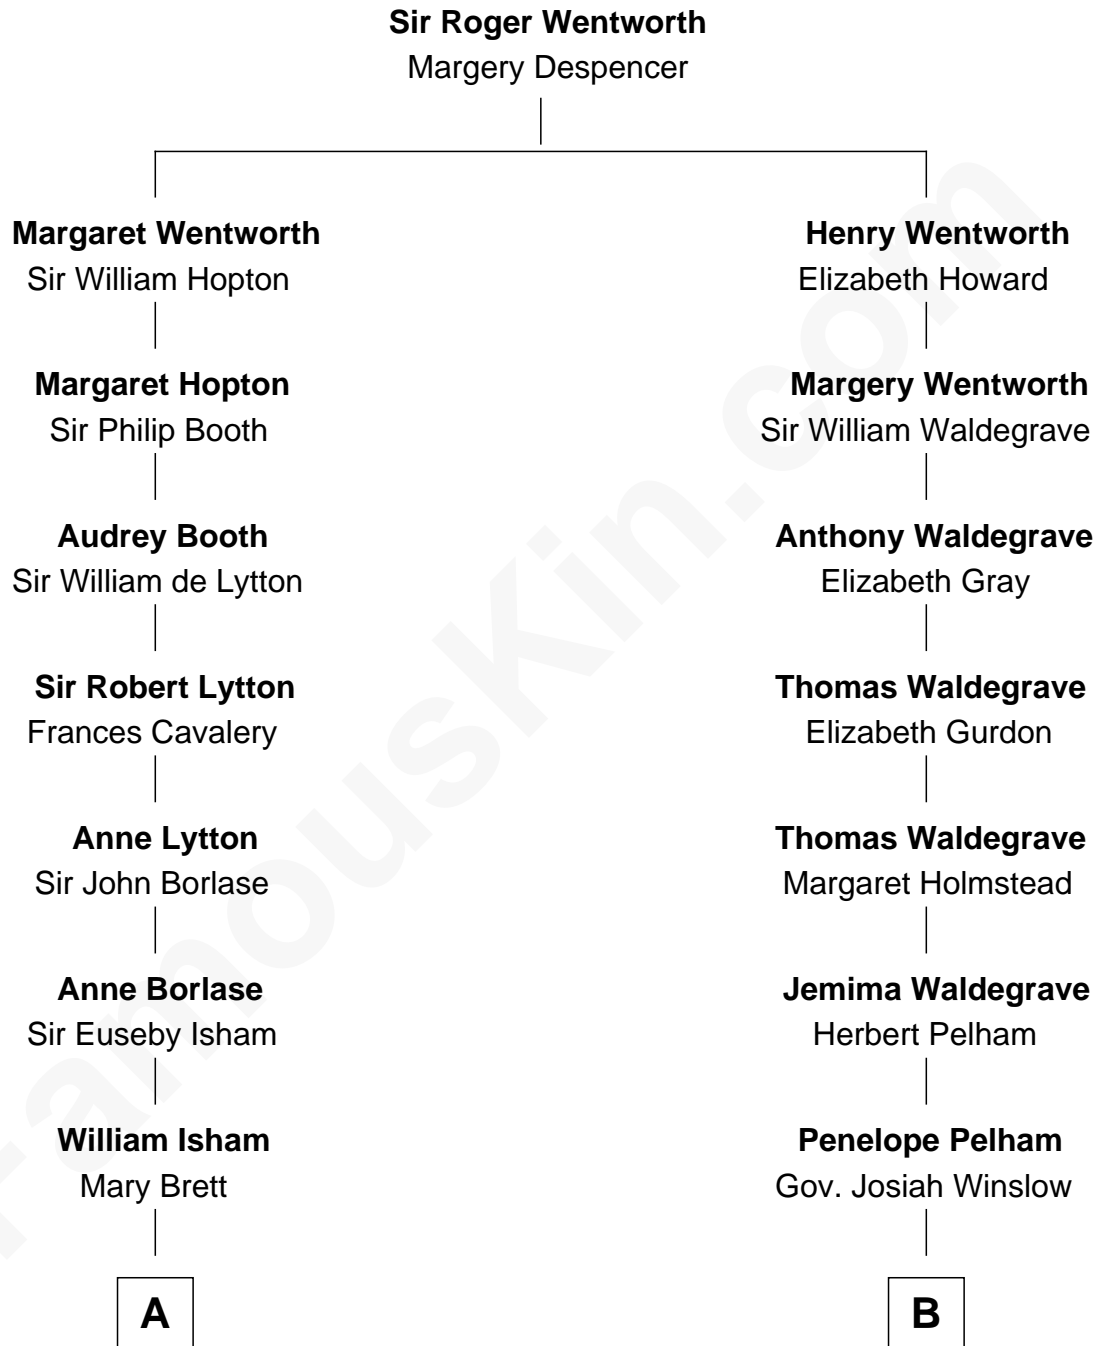 Sir Roger Wentworth
Margery Despencer
Margaret Wentworth
Sir William Hopton
Henry Wentworth
Elizabeth Howard
Margaret Hopton
Sir Philip Booth
Margery Wentworth
Sir William Waldegrave
Audrey Booth
Sir William de Lytton
Anthony Waldegrave
Elizabeth Gray
Sir Robert Lytton
Frances Cavalery
Thomas Waldegrave
Elizabeth Gurdon
Anne Lytton
Sir John Borlase
Thomas Waldegrave
Margaret Holmstead
Anne Borlase
Sir Euseby Isham
Jemima Waldegrave
Herbert Pelham
William Isham
Mary Brett
Penelope Pelham
Gov. Josiah Winslow
A
B
FamousKin.com